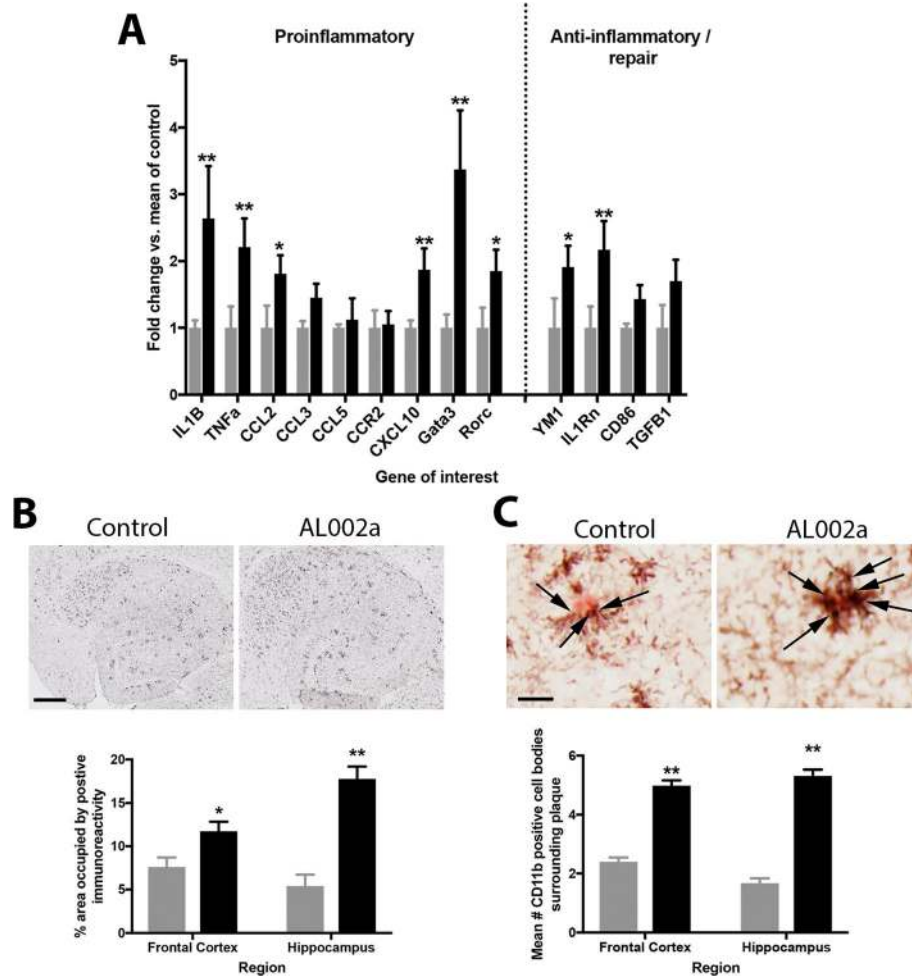 A
Proinflammatory
Anti-inflammatory /
repair
Fold change vs. mean of control
5
4
3
2
1
0
**
**
*
**
**
*
*
**
IL1B
TNFa
CCL2
CCL3
CCL5
CCR2
CXCL10
Gata3
Rorc
YM1
IL1Rn
CD86
TGFB1
Gene of interest
B
Control
AL002a
% area occupied by postive
immunoreactivity
20
15
10
5
0
*
**
Frontal Cortex
Hippocampus
Region
C
Control
AL002a
Mean # CD11b positive cell bodies
surrounding plaque
6
4
2
0
**
**
Frontal Cortex
Hippocampus
Region